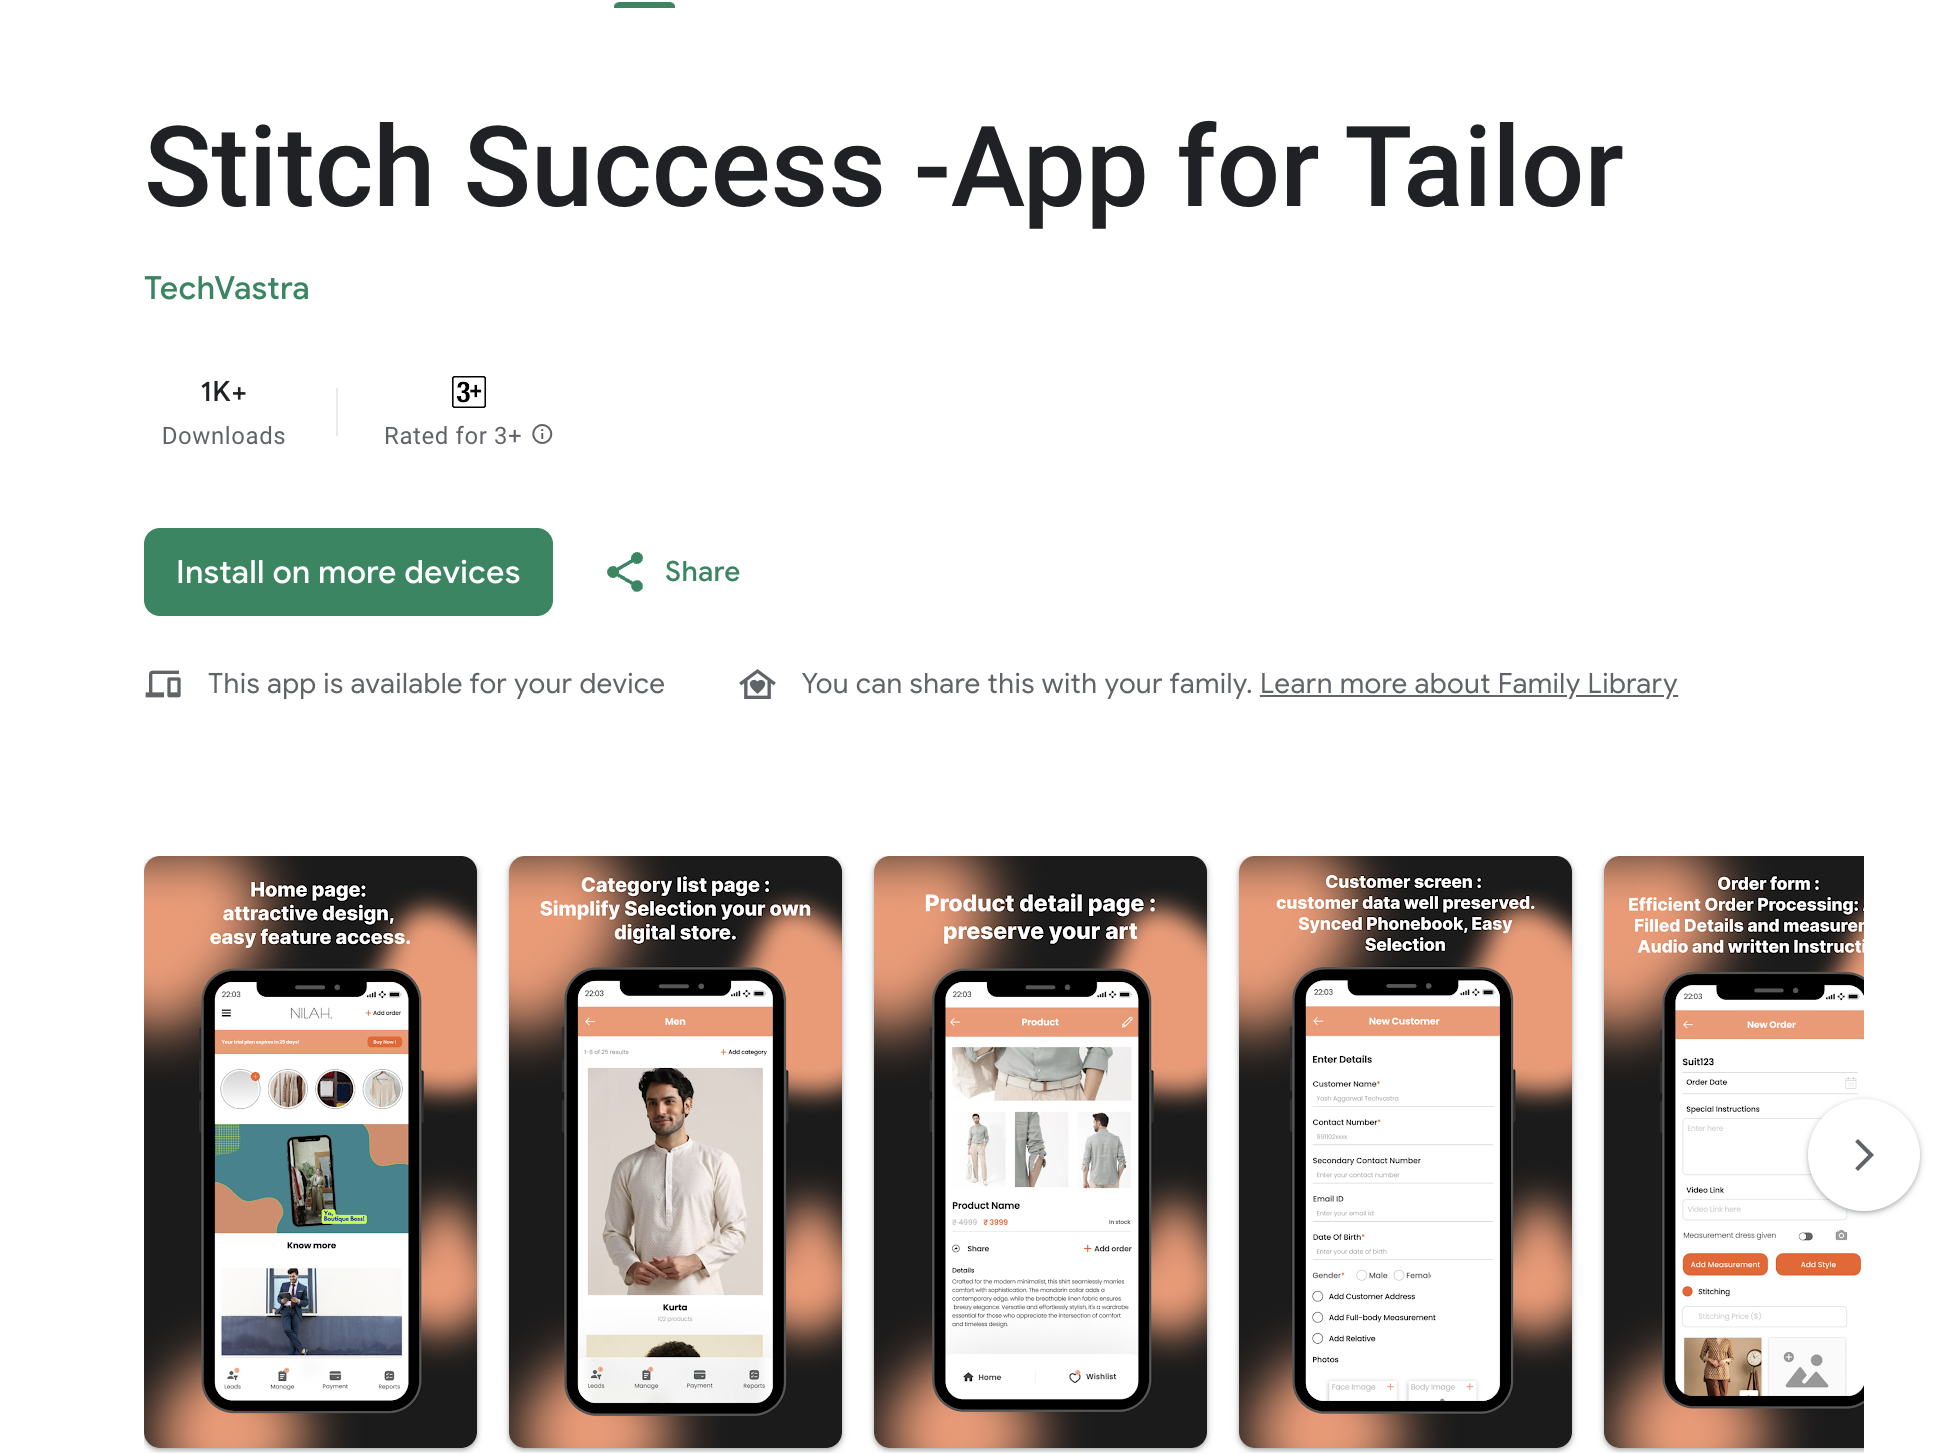 Stitch Success -App for Tailor
TechVastra
1K+
Downloads
3+
Rated for 3+
Install on more devices
Share
This app is available for your device
You can share this with your family. Learn more about Family Library
Home page:
attractive design,
easy feature access.
22:03
NILAH.
+ Add order
Your trial plan expires in 25 days!
Buy Now !
Yo,
Boutique Boss!
Know more
Leads
Manage
Payment
Reports
Category list page :
Simplify Selection your own
digital store.
22:03
Men
1-6 of 25 results
+ Add category
Kurta
102 products
Leads
Manage
Payment
Reports
Product detail page :
preserve your art
22:03
Product
Product Name
₹ 4999 ₹ 3999
In stock
Share
+ Add order
Details
Crafted for the modern minimalist, this shirt seamlessly marries
comfort with sophistication. The mandarin collar adds a
contemporary edge, while the breathable linen fabric ensures
breezy elegance. Versatile and effortlessly stylish, it's a wardrobe
essential for those who appreciate the intersection of comfort
and timeless design.
Home
Wishlist
Customer screen :
customer data well preserved.
Synced Phonebook, Easy
Selection
22:03
New Customer
Enter Details
Customer Name*
Yash Aggarwal Techvastra
Contact Number*
Secondary Contact Number
Enter your contact number
Email ID
Enter your email id
Date Of Birth*
Enter your date of birth
Gender*
Male
Femal
Add Customer Address
Add Full-body Measurement
Add Relative
Photos
Face Image +
Body Image +
Order form :
Efficient Order Processing:
Filled Details and measurer
Audio and written Instructi
22:03
New Order
Suit123
Order Date
Special Instructions
Enter here
Video Link
Video Link here
Measurement dress given
Add Measurement
Add Style
Stitching
Stitching Price ($)